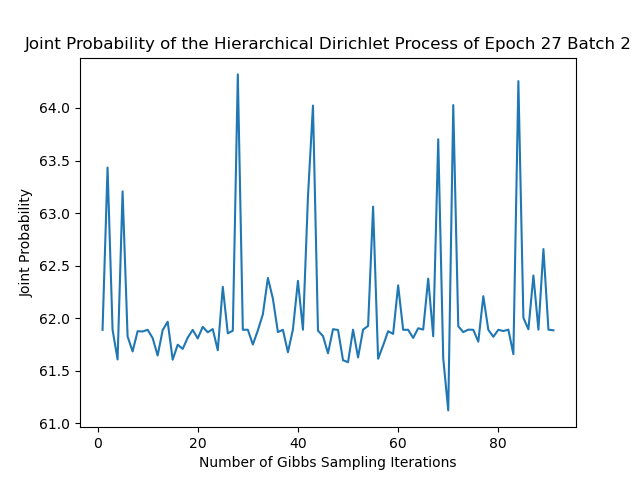 Joint Probability of the Hierarchical Dirichlet Process of Epoch 27 Batch 2
64.0
63.5
63.0
62.5
62.0
61.5
61.0
Joint Probability
0 20 40 60 80
Number of Gibbs Sampling Iterations